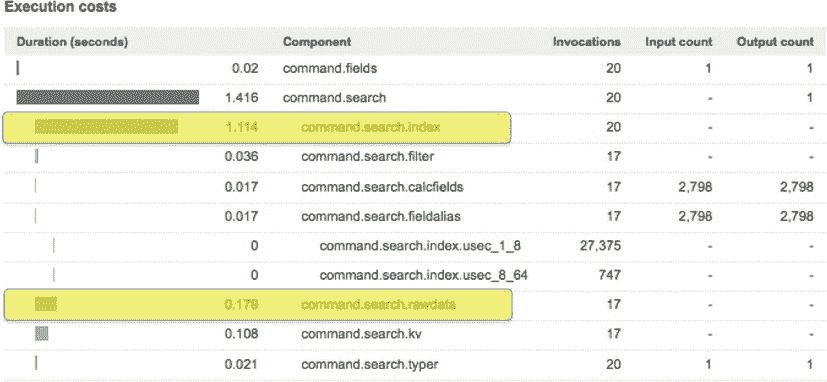 Execution costs
Duration (seconds) Component Invocations Input count Output count
0.02 command.fields 20 1 1
1.416 command.search 20 - 1
1.114 command.search.index 20 - -
0.036 command.search.filter 17 - -
0.017 command.search.calcfields 17 2,798 2,798
0.017 command.search.fieldalias 17 2,798 2,798
0 command.search.index.usec_1_8 27,375 - -
0 command.search.index.usec_8_64 747 - -
0.179 command.search.rawdata 17 - -
0.108 command.search.kv 17 - -
0.021 command.search.typer 20 1 1